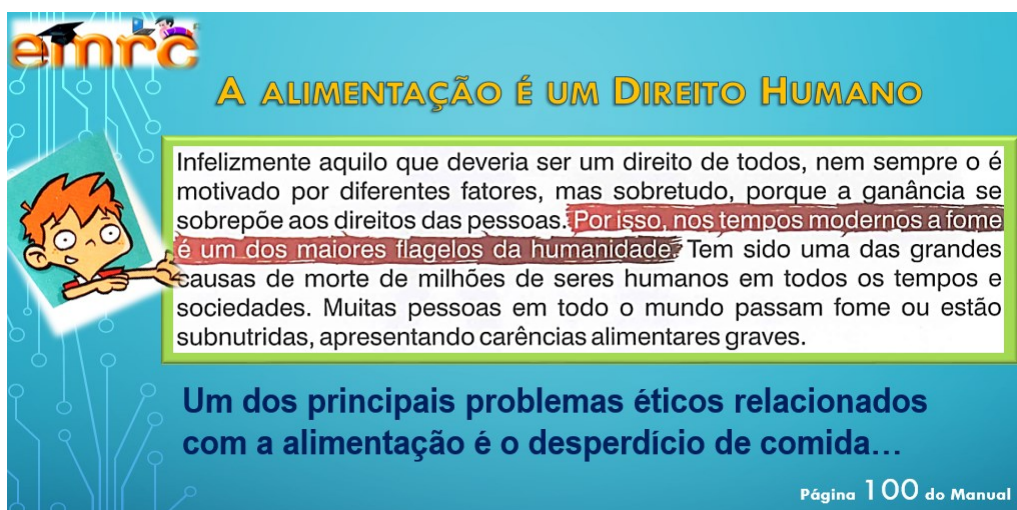 emrc
A ALIMENTAÇÃO É UM DIREITO HUMANO
Infelizmente aquilo que deveria ser um direito de todos, nem sempre o é
motivado por diferentes fatores, mas sobretudo, porque a ganância se
sobrepõe aos direitos das pessoas. Por isso, nos tempos modernos a fome
é um dos maiores flagelos da humanidade. Tem sido uma das grandes
causas de morte de milhões de seres humanos em todos os tempos e
sociedades. Muitas pessoas em todo o mundo passam fome ou estão
subnutridas, apresentando carências alimentares graves.
Um dos principais problemas éticos relacionados
com a alimentação é o desperdício de comida...
Página 100 do Manual